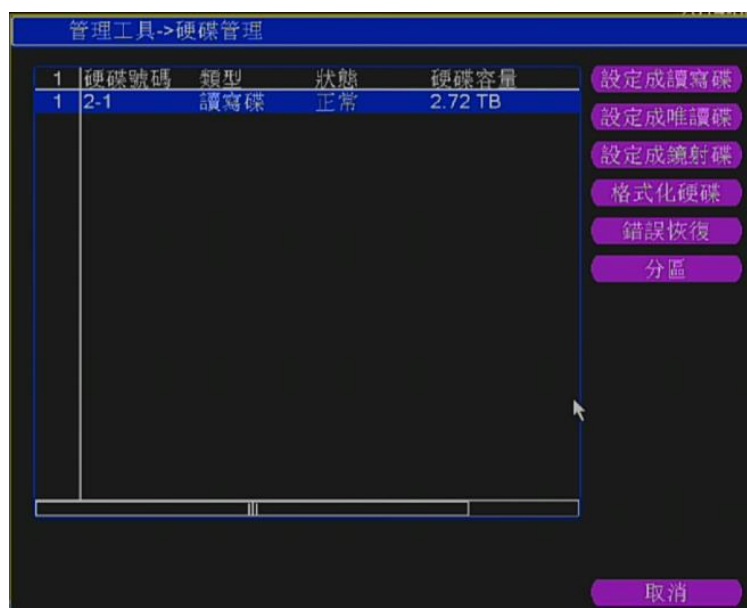 管理工具->硬碟管理
1 硬碟號碼 類型 狀態 硬碟容量
1 2-1 讀寫碟 正常 2.72 TB
設定成讀寫碟
設定成唯讀碟
設定成鏡射碟
格式化硬碟
錯誤恢復
分區
取消